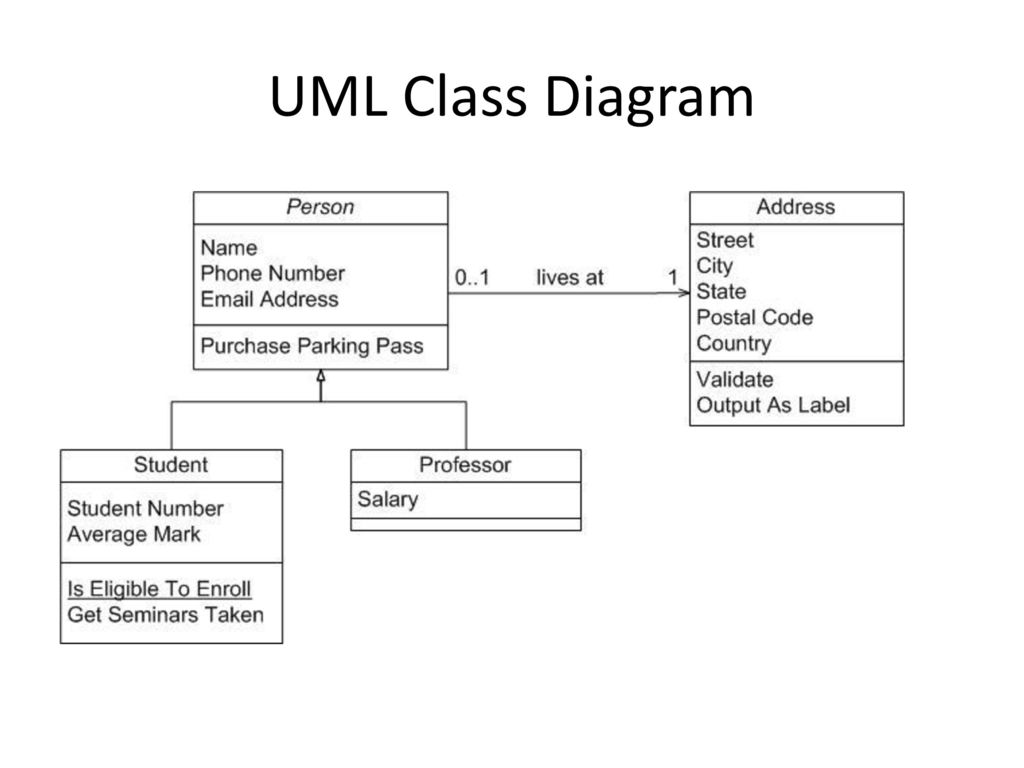 UML Class Diagram
Person
Name
Phone Number
Email Address
Purchase Parking Pass
0..1 lives at 1
Address
Street
City
State
Postal Code
Country
Validate
Output As Label
Student
Student Number
Average Mark
Is Eligible To Enroll
Get Seminars Taken
Professor
Salary